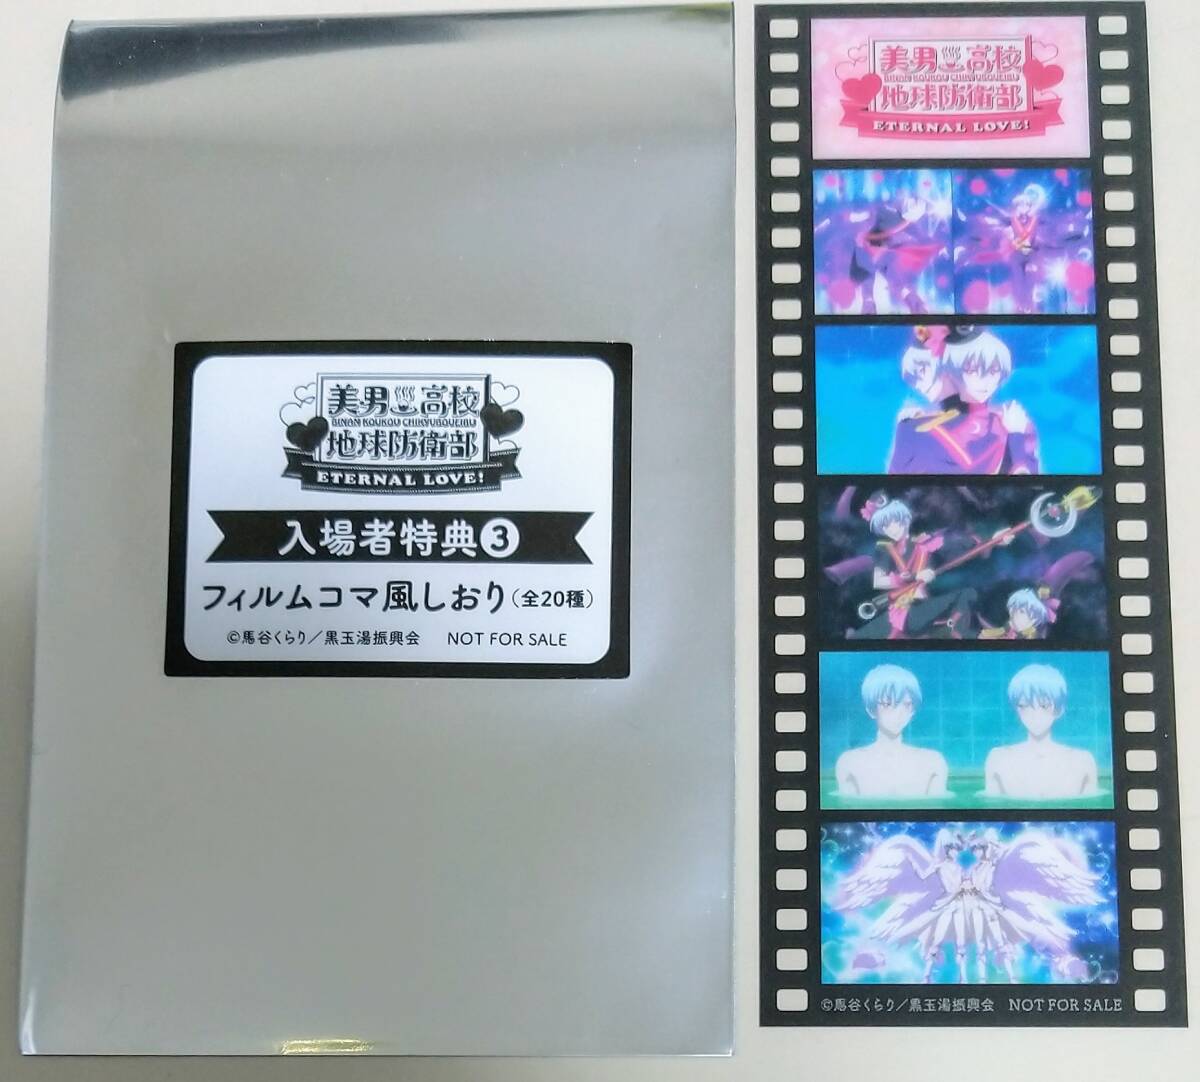 美男高校
BINAN KOUKOU CHIKYUBOUEIBU
地球防衛部
ETERNAL LOVE!
入場者特典3
フィルムコマ風しおり(全20種)
©馬谷くらり/黒玉湯振興会 NOT FOR SALE
美男高校
BINAN KOUKOU CHIKYUBOUEIBU
地球防衛部
ETERNAL LOVE!
©馬谷くらり/黒玉湯振興会 NOT FOR SALE